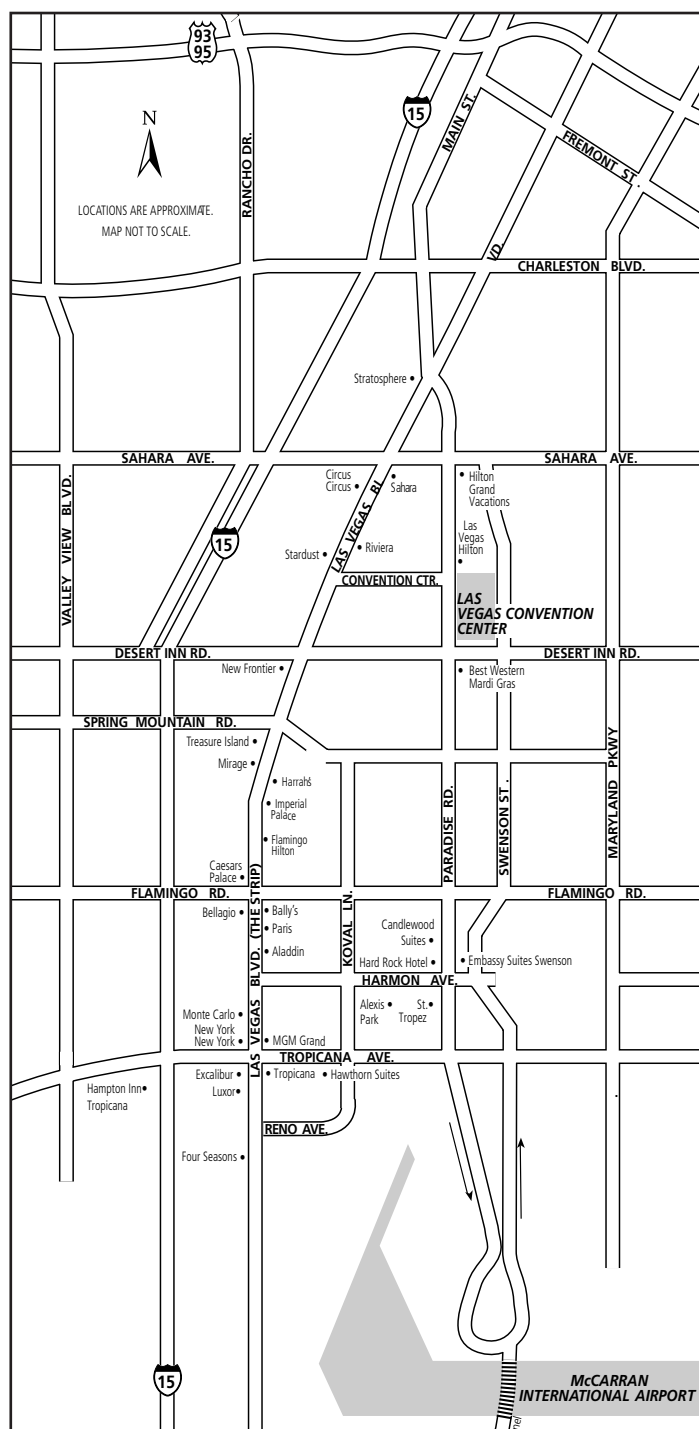 93
95
15
N
LOCATIONS ARE APPROXIMATE.
MAP NOT TO SCALE.
RANCHO DR.
MAIN ST.
FREMONT ST.
VD.
CHARLESTON BLVD.
Stratosphere
SAHARA AVE.
SAHARA AVE.
VALLEY VIEW BLVD.
Circus
Circus
Sahara
Hilton
Grand
Vacations
LAS VEGAS BL
15
Stardust
Riviera
Las
Vegas
Hilton
CONVENTION CTR.
LAS
VEGAS CONVENTION
CENTER
DESERT INN RD.
DESERT INN RD.
New Frontier
Best Western
Mardi Gras
SPRING MOUNTAIN RD.
Treasure Island
Mirage
Harrah's
Imperial
Palace
Flamingo
Hilton
PARADISE RD.
SWENSON ST.
MARYLAND PKWY
Caesars
Palace
FLAMINGO RD.
FLAMINGO RD.
LAS VEGAS BLVD. (THE STRIP)
KOVAL LN.
Bellagio
Bally's
Paris
Aladdin
Candlewood
Suites
Hard Rock Hotel
Embassy Suites Swenson
HARMON AVE.
Monte Carlo
New York
New York
MGM Grand
Alexis
Park
St.
Tropez
TROPICANA AVE.
Excalibur
Luxor
Tropicana
Hawthorn Suites
Hampton Inn
Tropicana
RENO AVE.
Four Seasons
15
McCARRAN
INTERNATIONAL AIRPORT